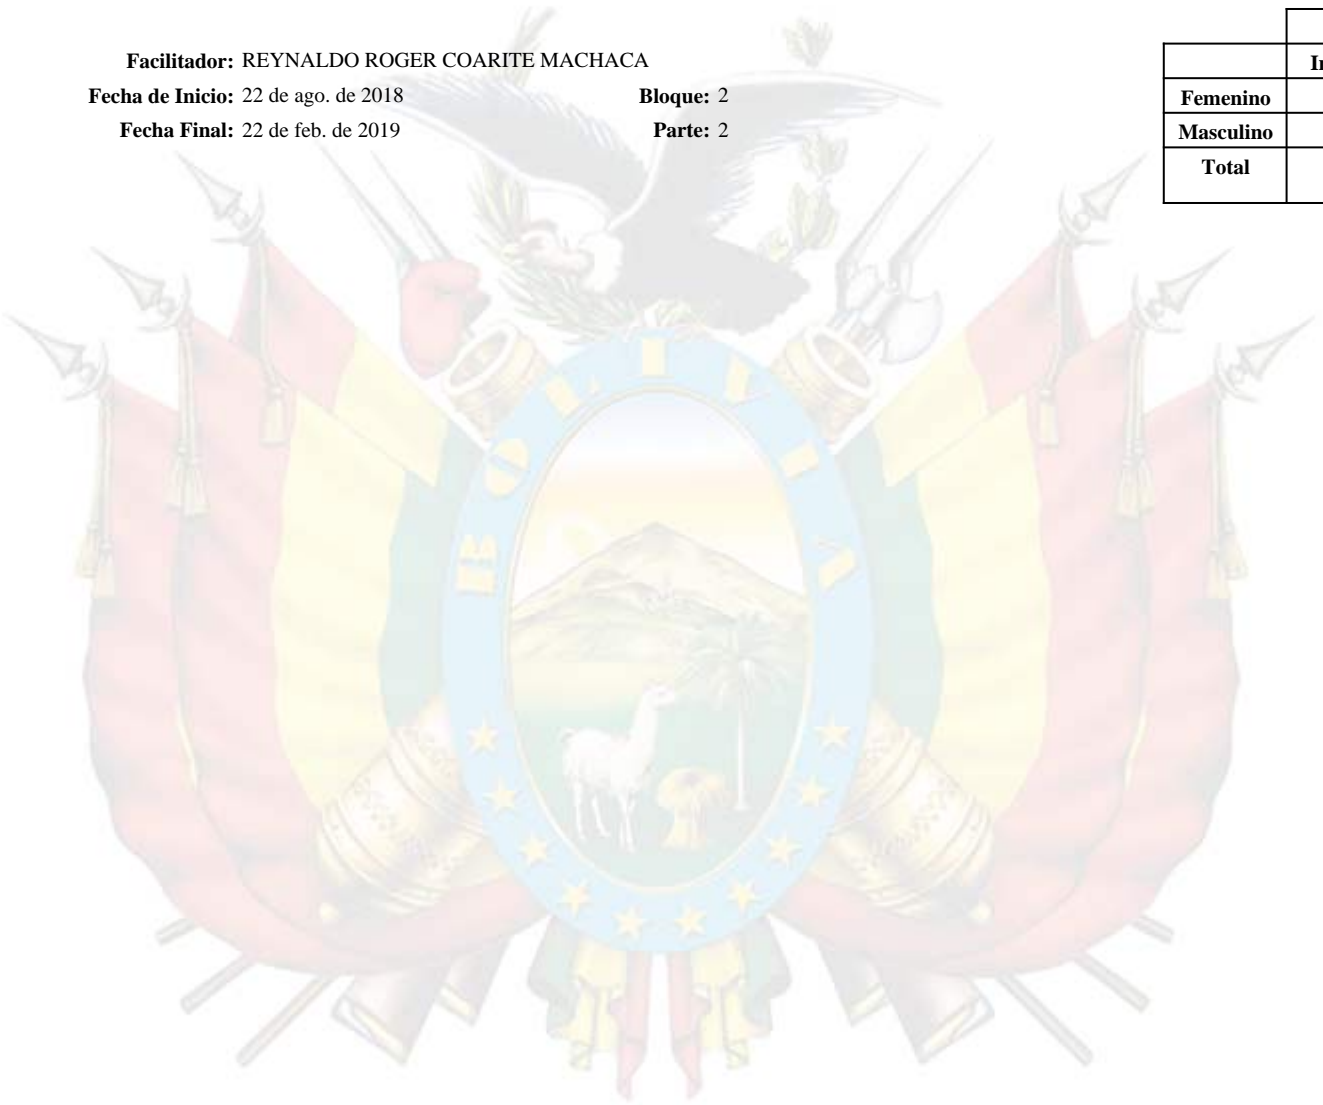 Facilitador: REYNALDO ROGER COARITE MACHACA
Fecha de Inicio: 22 de ago. de 2018 Bloque: 2
Fecha Final: 22 de feb. de 2019 Parte: 2
Femenino
Masculino
Total
BOLIVIA